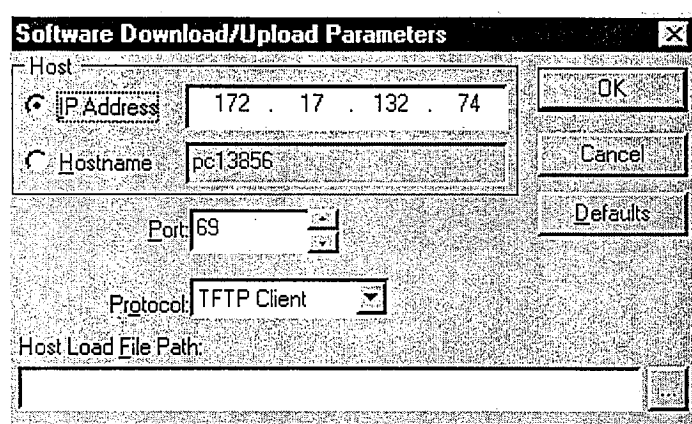 Software Download/Upload Parameters
Host
IP Address 172 . 17 . 132 . 74
OK
Hostname pc13856
Cancel
Port: 69
Defaults
Protocol: TFTP Client
Host Load File Path:
...